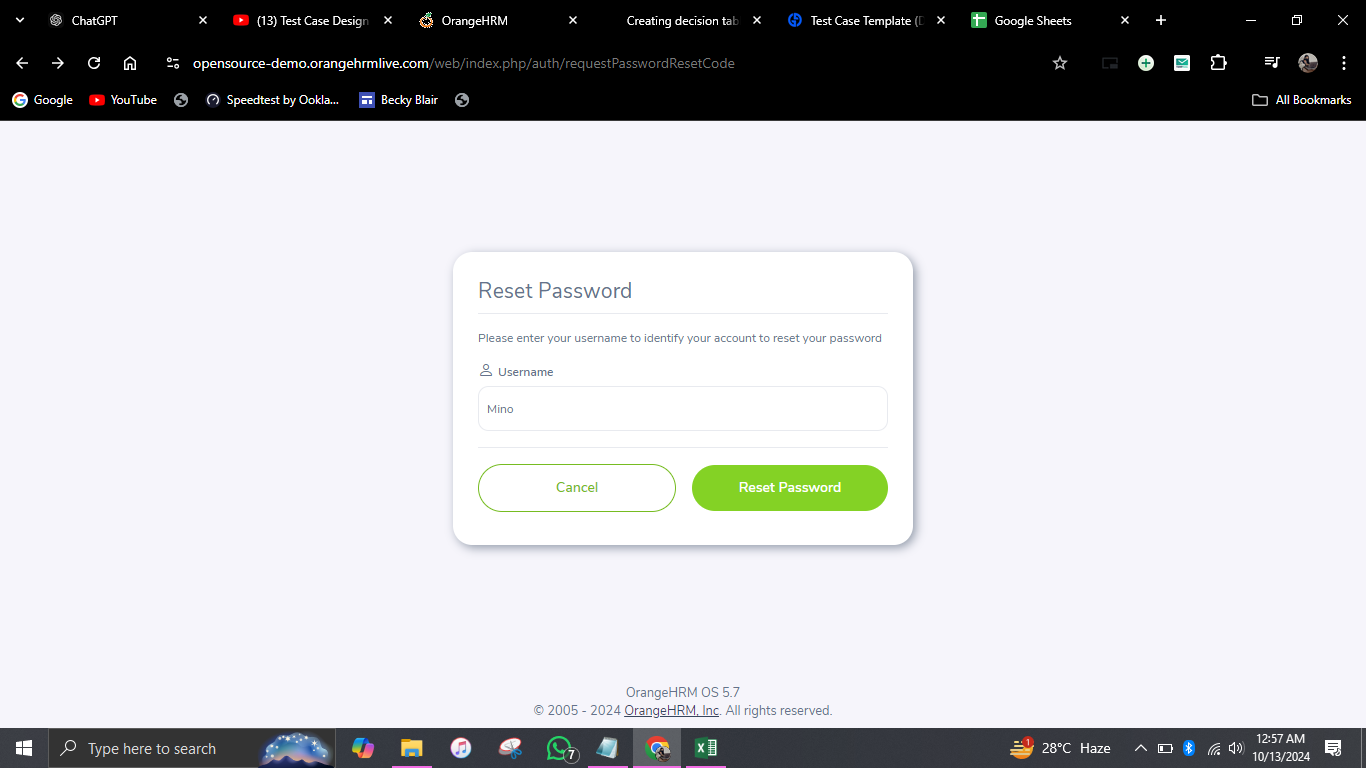 ChatGPT
(13) Test Case Design
OrangeHRM
Creating decision tab
Test Case Template (D
Google Sheets
opensource-demo.orangehrmlive.com/web/index.php/auth/requestPasswordResetCode
Google
YouTube
Speedtest by Ookla...
Becky Blair
All Bookmarks
Reset Password
Please enter your username to identify your account to reset your password
Username
Mino
Cancel
Reset Password
OrangeHRM OS 5.7
© 2005 - 2024 OrangeHRM, Inc. All rights reserved.
Type here to search
7
1
28°C Haze
12:57 AM
10/13/2024